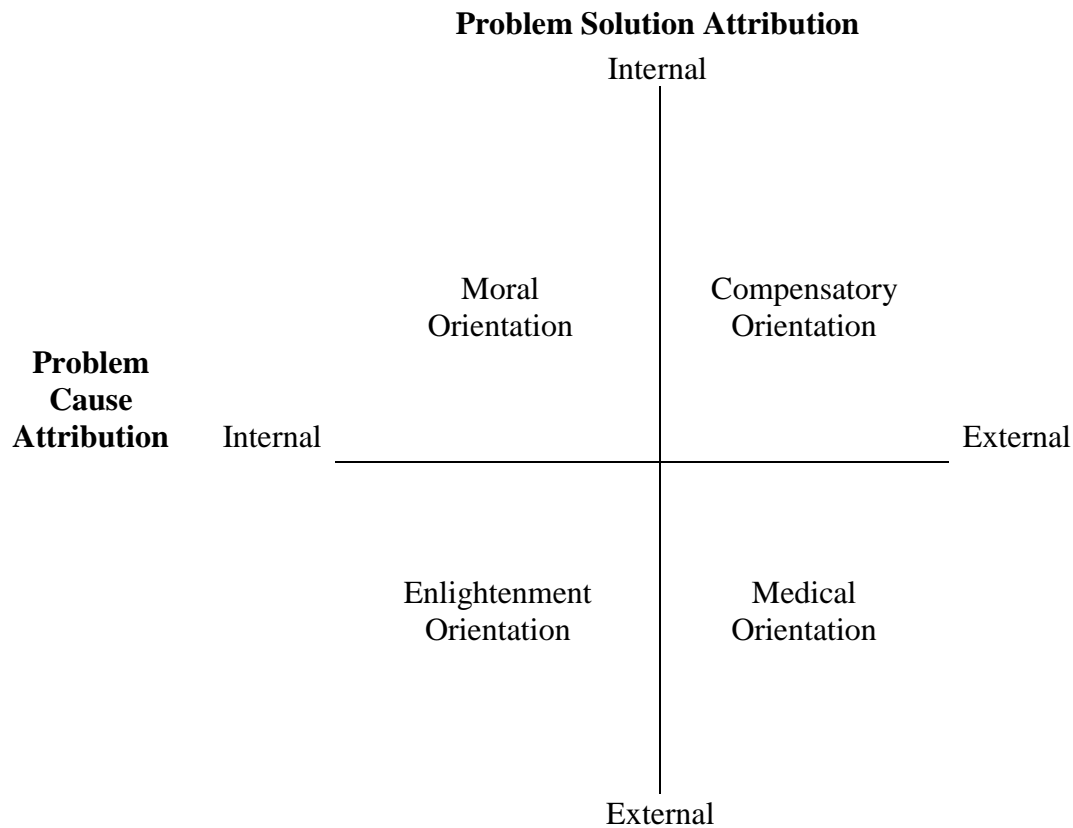 Problem Solution Attribution
Internal
Moral
Orientation
Compensatory
Orientation
Problem
Cause
Attribution
Internal
External
Enlightenment
Orientation
Medical
Orientation
External